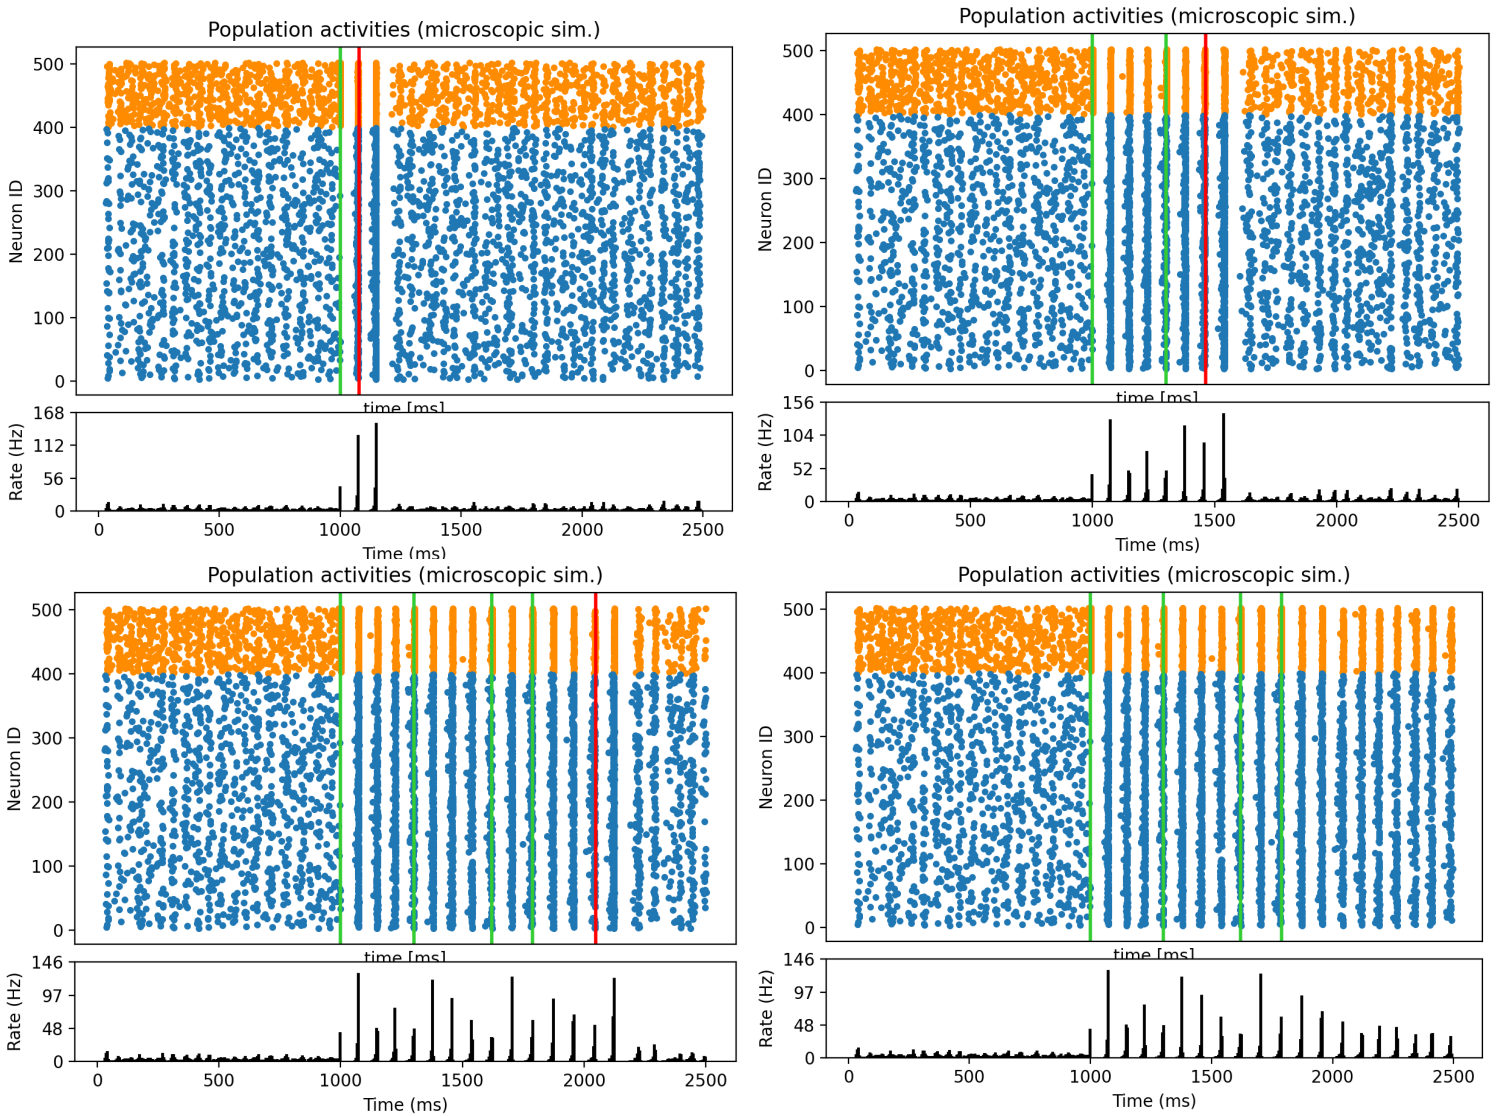 Population activities (microscopic sim.)
Neuron ID
500
400
300
200
100
0
time [ms]
Rate (Hz)
168
112
56
0
0 500 1000 1500 2000 2500
Time (ms)
Population activities (microscopic sim.)
Neuron ID
500
400
300
200
100
0
time [ms]
Rate (Hz)
156
104
52
0
0 500 1000 1500 2000 2500
Time (ms)
Population activities (microscopic sim.)
Neuron ID
500
400
300
200
100
0
time [ms]
Rate (Hz)
146
97
48
0
0 500 1000 1500 2000 2500
Time (ms)
Population activities (microscopic sim.)
Neuron ID
500
400
300
200
100
0
time [ms]
Rate (Hz)
146
97
48
0
0 500 1000 1500 2000 2500
Time (ms)